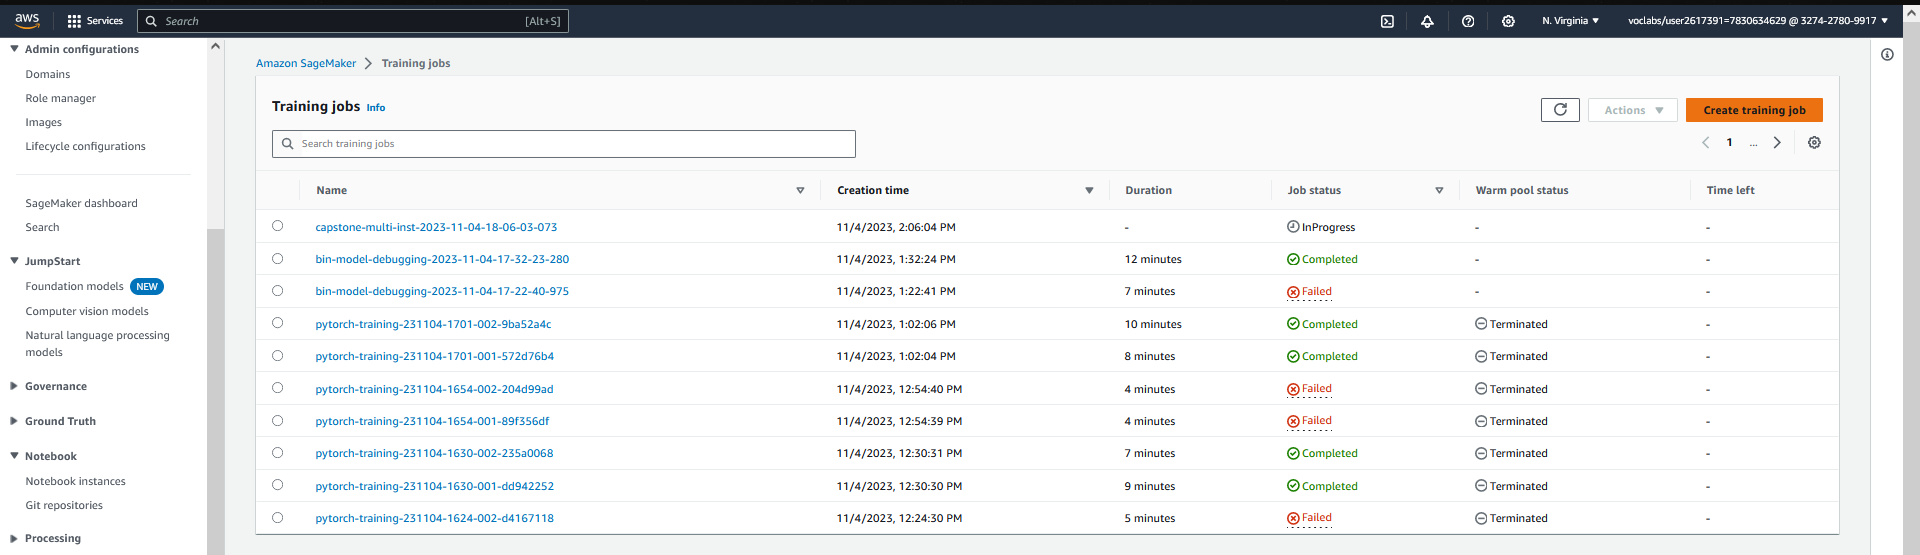 aws Services Search [Alt+S] N. Virginia voclabs/user2617391=7830634629 @ 3274-2780-9917
Admin configurations
Domains
Role manager
Images
Lifecycle configurations
SageMaker dashboard
Search
JumpStart
Foundation models NEW
Computer vision models
Natural language processing
models
Governance
Ground Truth
Notebook
Notebook instances
Git repositories
Processing
Amazon SageMaker > Training jobs
Training jobs Info
Actions Create training job
Search training jobs
1 ...
Name Creation time Duration Job status Warm pool status Time left
capstone-multi-inst-2023-11-04-18-06-03-073 11/4/2023, 2:06:04 PM - InProgress - -
bin-model-debugging-2023-11-04-17-32-23-280 11/4/2023, 1:32:24 PM 12 minutes Completed - -
bin-model-debugging-2023-11-04-17-22-40-975 11/4/2023, 1:22:41 PM 7 minutes Failed - -
pytorch-training-231104-1701-002-9ba52a4c 11/4/2023, 1:02:06 PM 10 minutes Completed Terminated -
pytorch-training-231104-1701-001-572d76b4 11/4/2023, 1:02:04 PM 8 minutes Completed Terminated -
pytorch-training-231104-1654-002-204d99ad 11/4/2023, 12:54:40 PM 4 minutes Failed Terminated -
pytorch-training-231104-1654-001-89f356df 11/4/2023, 12:54:39 PM 4 minutes Failed Terminated -
pytorch-training-231104-1630-002-235a0068 11/4/2023, 12:30:31 PM 7 minutes Completed Terminated -
pytorch-training-231104-1630-001-dd942252 11/4/2023, 12:30:30 PM 9 minutes Completed Terminated -
pytorch-training-231104-1624-002-d4167118 11/4/2023, 12:24:30 PM 5 minutes Failed Terminated -